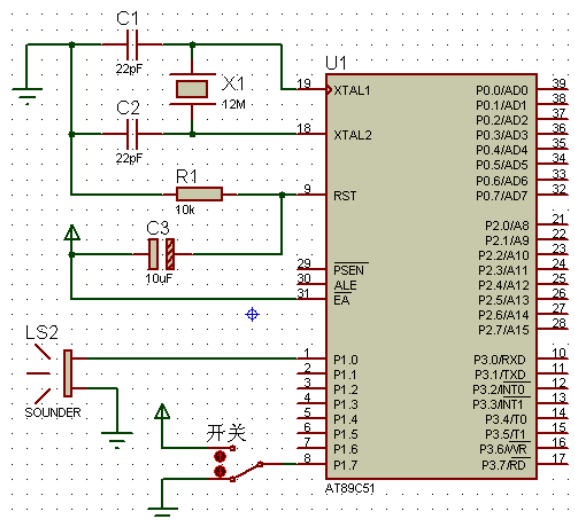 C1
22pF
X1
12M
C2
22pF
R1
10k
C3
10uF
LS2
SOUNDER
开关
U1
19 XTAL1
18 XTAL2
9 RST
29 PSEN
30 ALE
31 EA
1 P1.0
2 P1.1
3 P1.2
4 P1.3
5 P1.4
6 P1.5
7 P1.6
8 P1.7
P0.0/AD0 39
P0.1/AD1 38
P0.2/AD2 37
P0.3/AD3 36
P0.4/AD4 35
P0.5/AD5 34
P0.6/AD6 33
P0.7/AD7 32
P2.0/A8 21
P2.1/A9 22
P2.2/A10 23
P2.3/A11 24
P2.4/A12 25
P2.5/A13 26
P2.6/A14 27
P2.7/A15 28
P3.0/RXD 10
P3.1/TXD 11
P3.2/INT0 12
P3.3/INT1 13
P3.4/T0 14
P3.5/T1 15
P3.6/WR 16
P3.7/RD 17
AT89C51